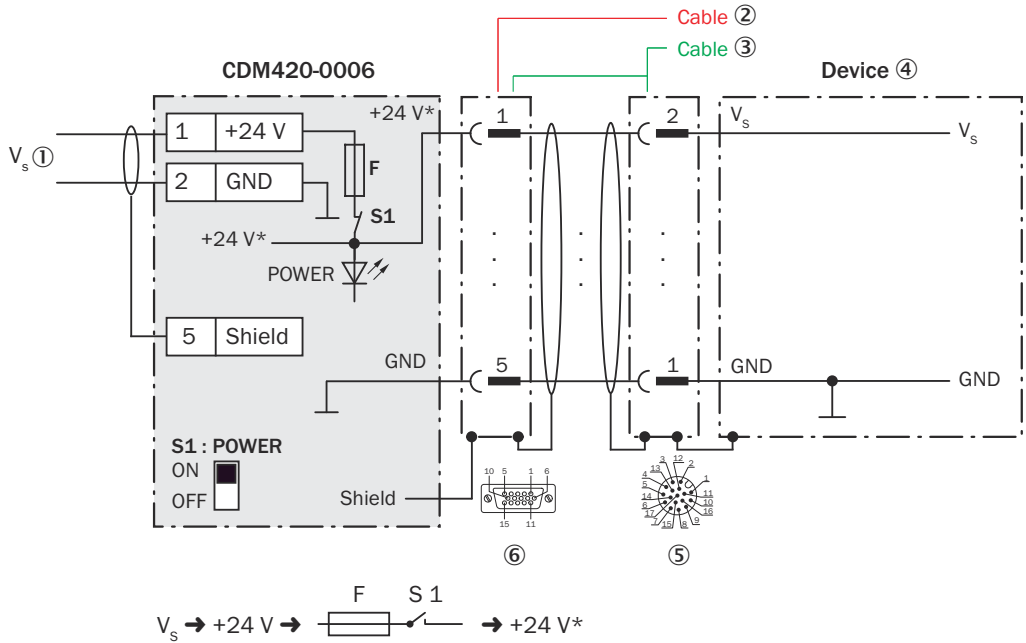 Cable ②
Cable ③
CDM420-0006
Device ④
+24 V*
1
2
Vs
Vs
1 +24 V
F
Vs ①
2 GND
S1
+24 V*
POWER
5 Shield
GND
5
1
GND
GND
S1 : POWER
ON
OFF
Shield
10 5 1 6
15 11
3 12 2
13
4 1
5 11
14 10
6 16
17 9
7 15 8
⑥
⑤
F S 1
Vs ➔ +24 V ➔ ➔ +24 V*